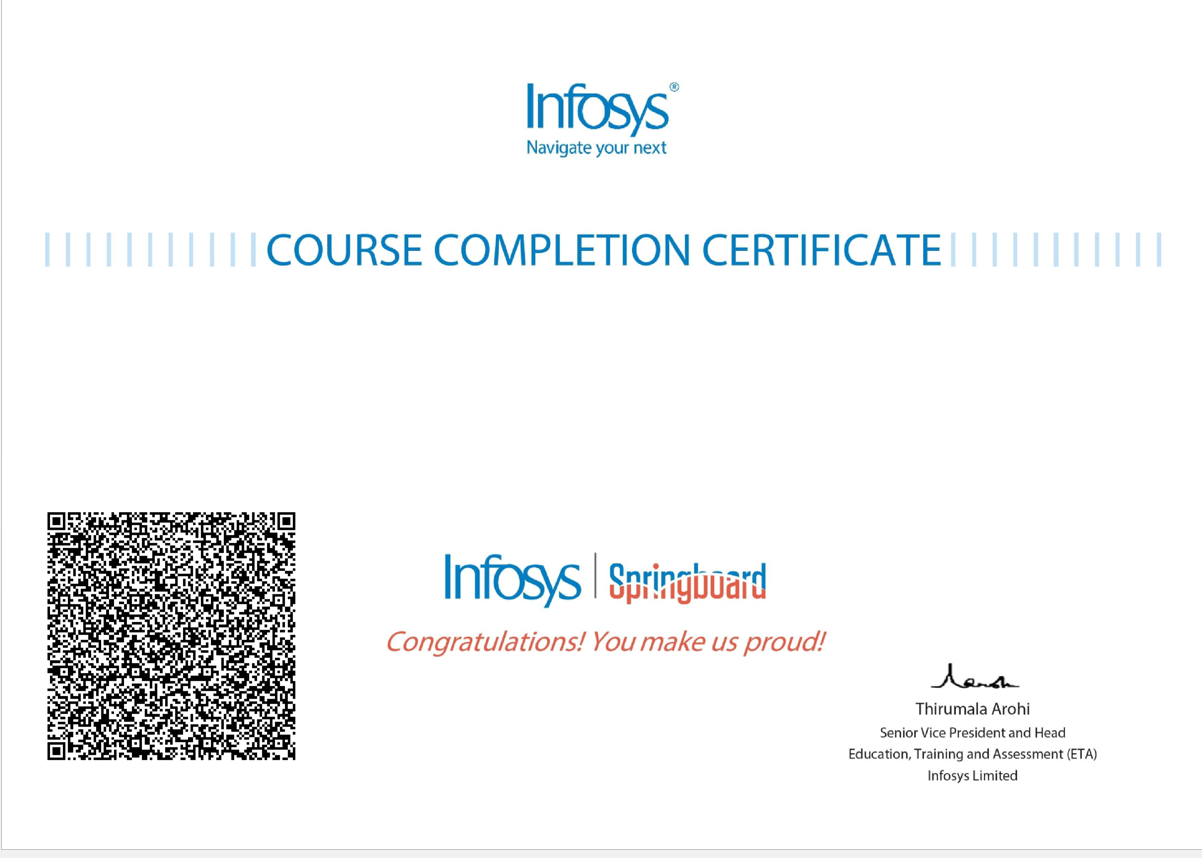 Infosys®
Navigate your next
COURSE COMPLETION CERTIFICATE
Infosys | Springboard
Congratulations! You make us proud!
Thirumala Arohi
Senior Vice President and Head
Education, Training and Assessment (ETA)
Infosys Limited